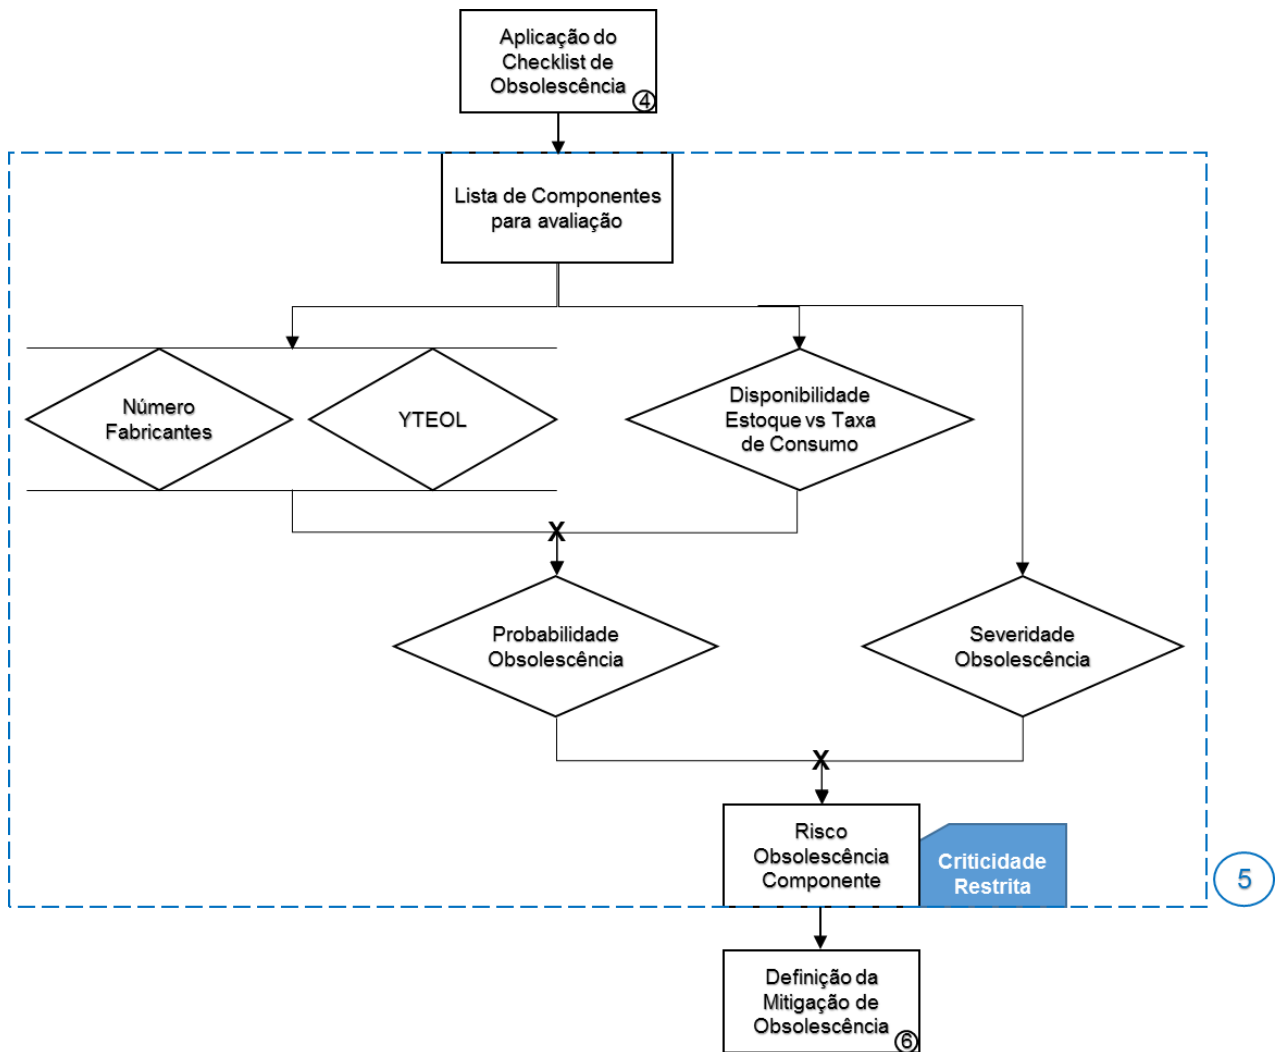 Aplicação do
Checklist de
Obsolescência
4
Lista de Componentes
para avaliação
Número
Fabricantes
YTEOL
Disponibilidade
Estoque vs Taxa
de Consumo
X
Probabilidade
Obsolescência
Severidade
Obsolescência
X
Risco
Obsolescência
Componente
Criticidade
Restrita
5
Definição da
Mitigação de
Obsolescência
6